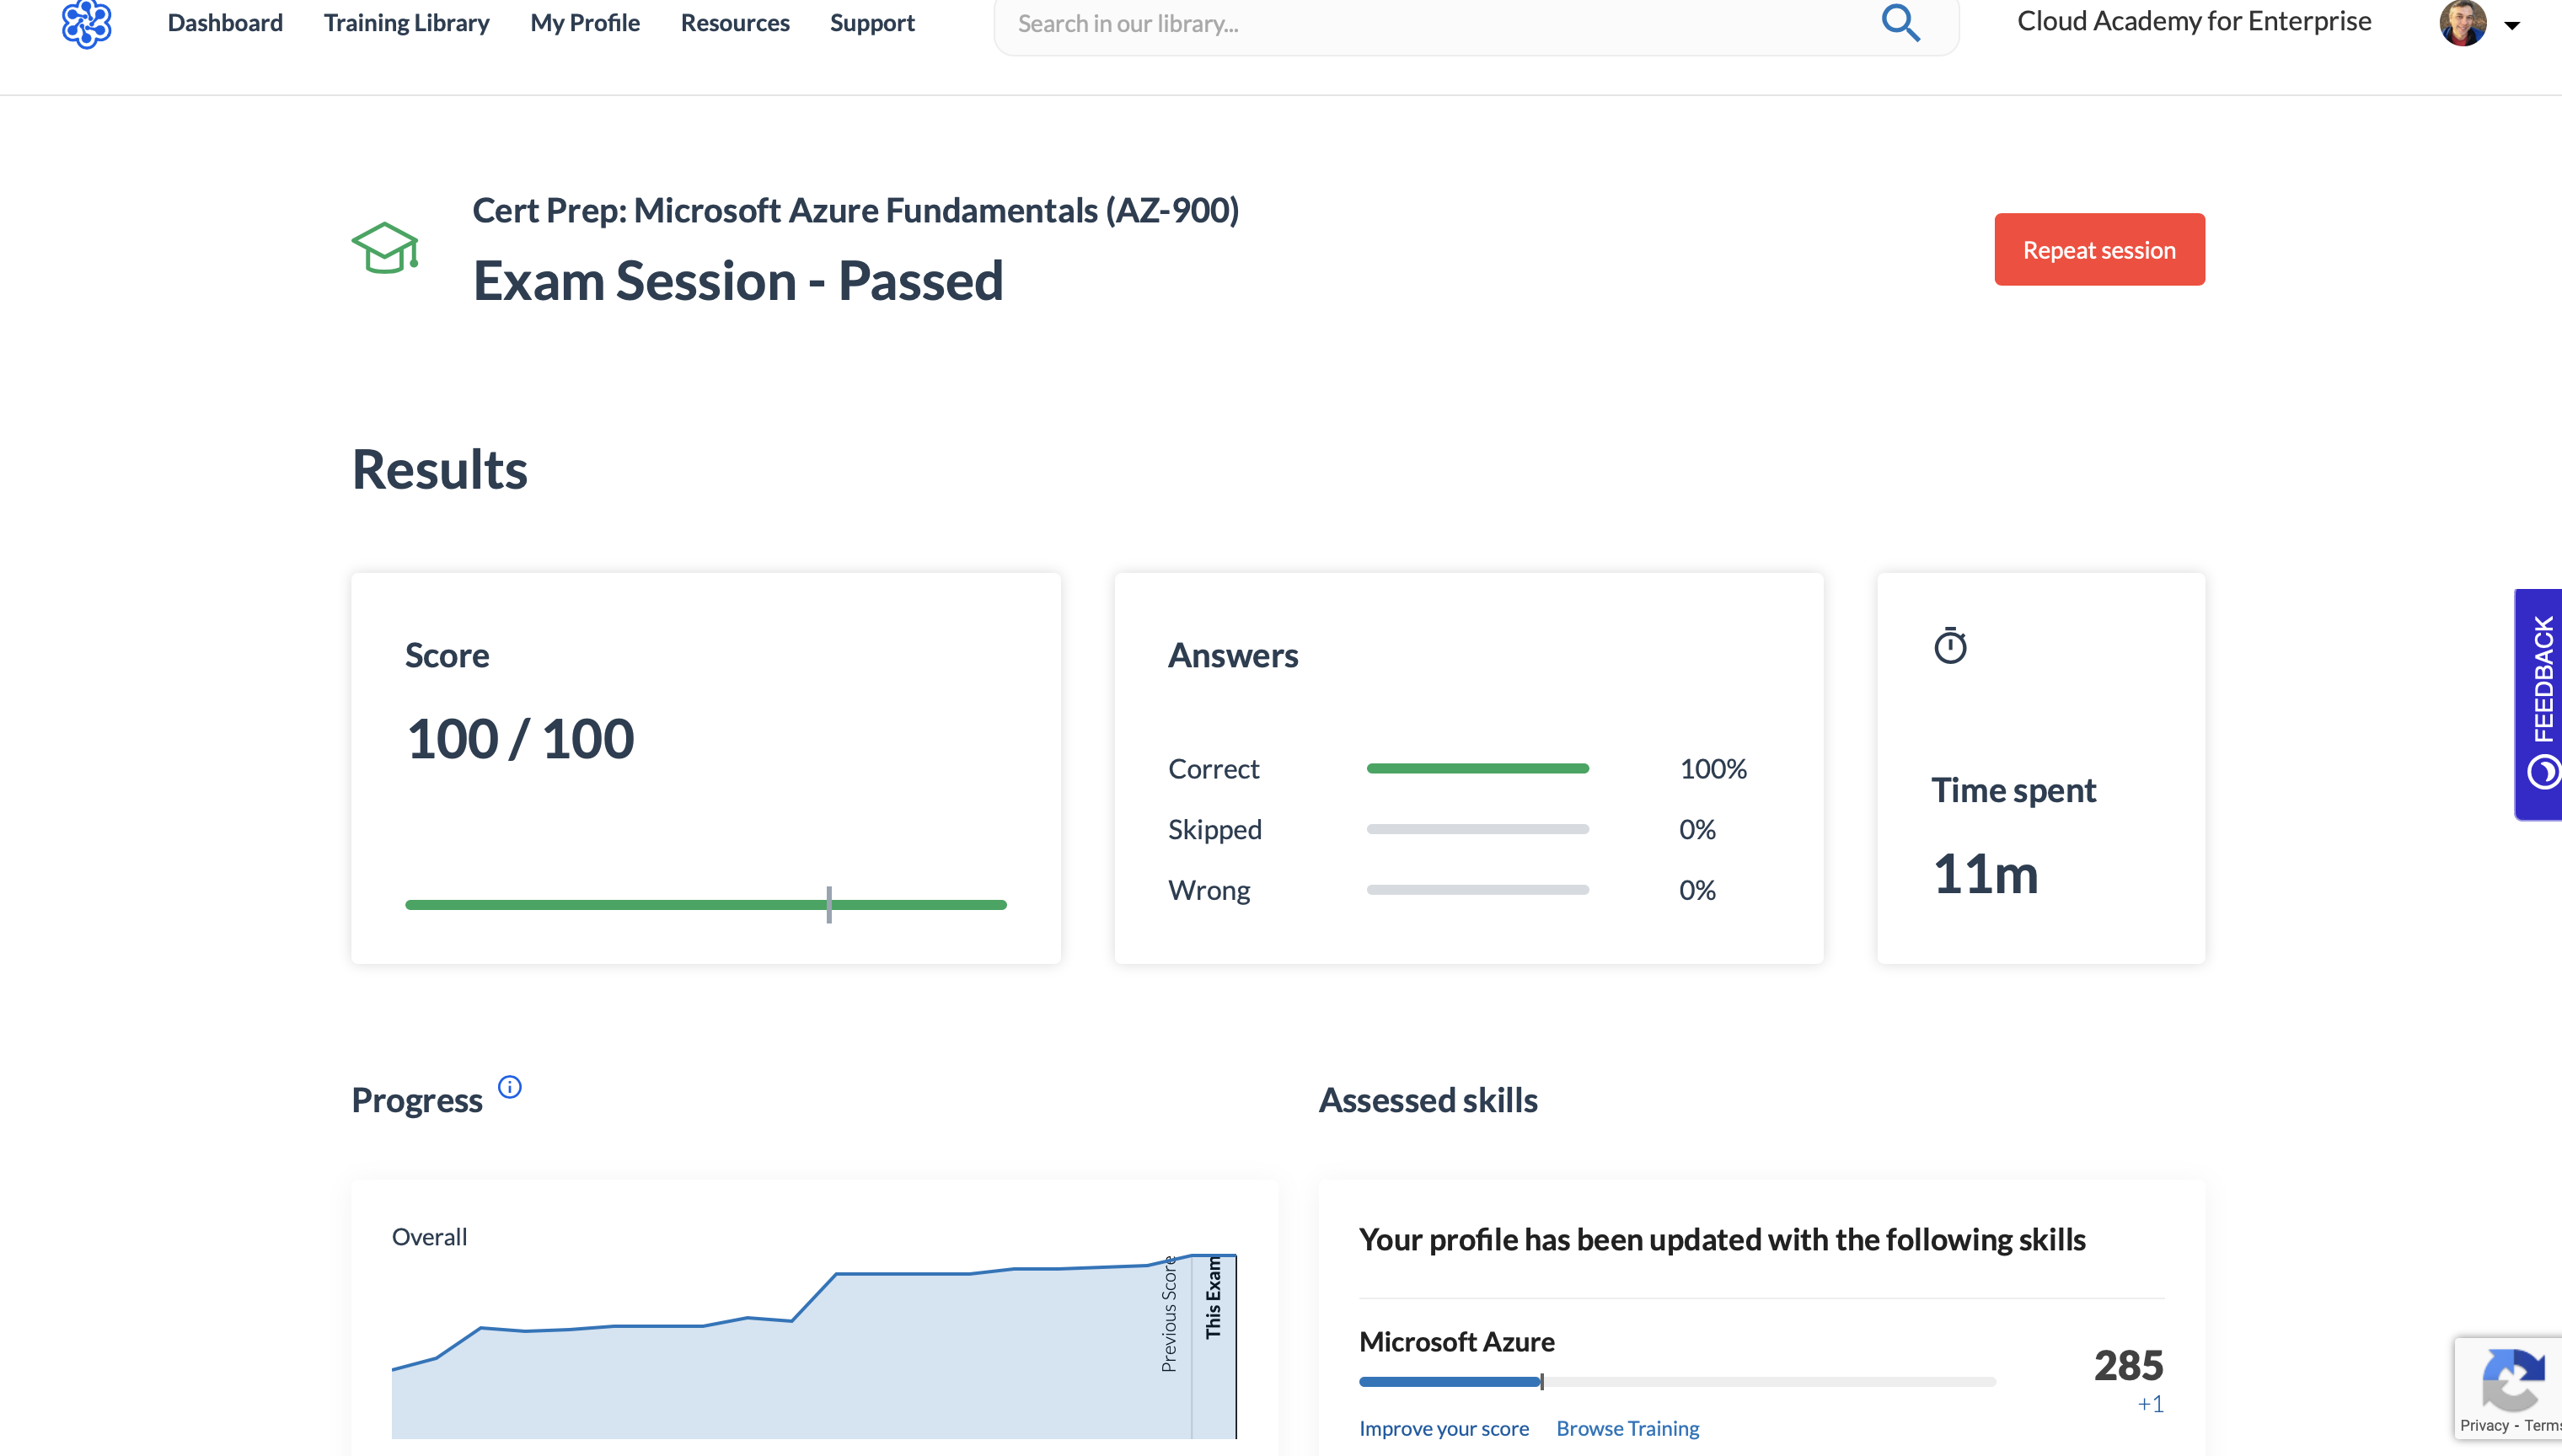 Dashboard Training Library My Profile Resources Support Search in our library... Cloud Academy for Enterprise
Cert Prep: Microsoft Azure Fundamentals (AZ-900)
Exam Session - Passed
Repeat session
Results
Score
100 / 100
Answers
Correct 100%
Skipped 0%
Wrong 0%
Time spent
11m
FEEDBACK
Progress
Overall
Previous Score
This Exam
Assessed skills
Your profile has been updated with the following skills
Microsoft Azure
285
+1
Improve your score Browse Training
Privacy - Terms